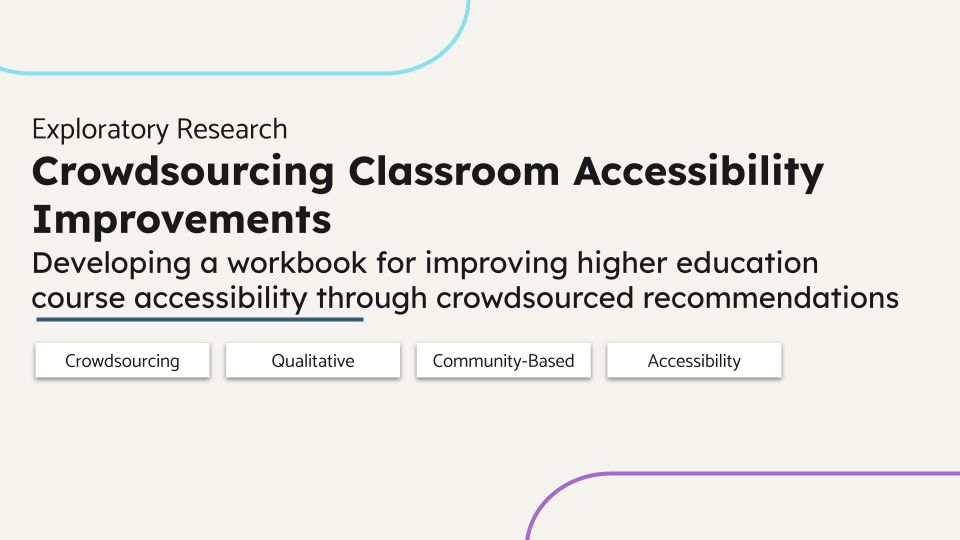 Exploratory Research
Crowdsourcing Classroom Accessibility
Improvements
Developing a workbook for improving higher education
course accessibility through crowdsourced recommendations
Crowdsourcing
Qualitative
Community-Based
Accessibility